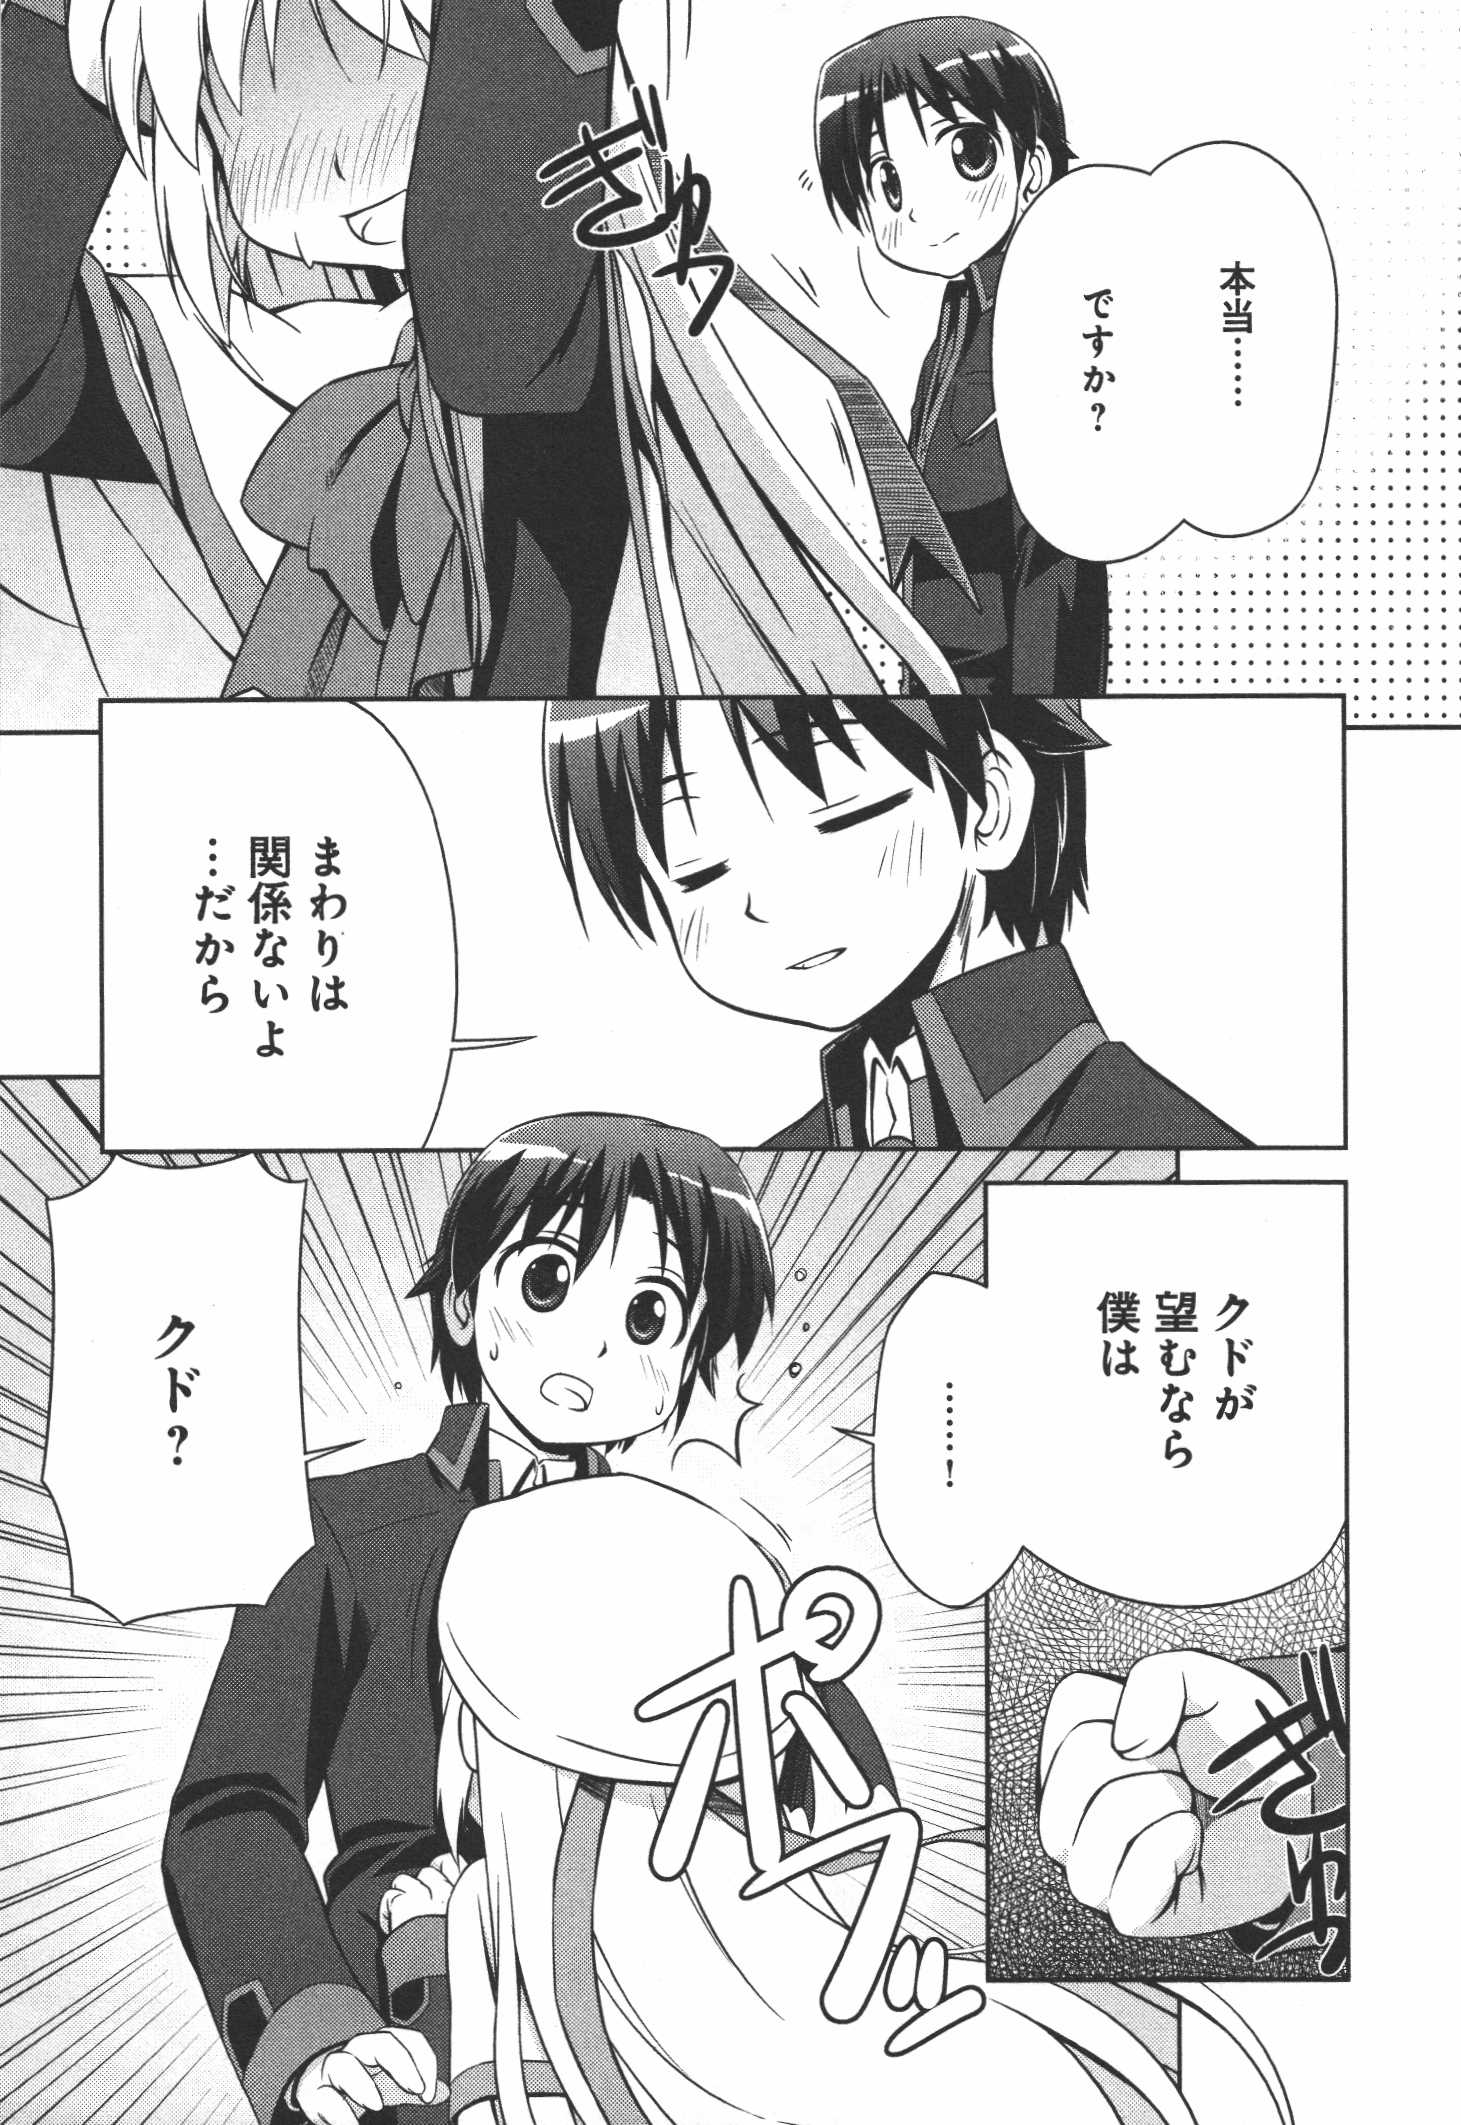 本当……
ですか？
ぎゅっ
まわりは
関係ないよ
…だから
クドが
望むなら
僕は
……！
ぎゅっ
クド？
ポフッ